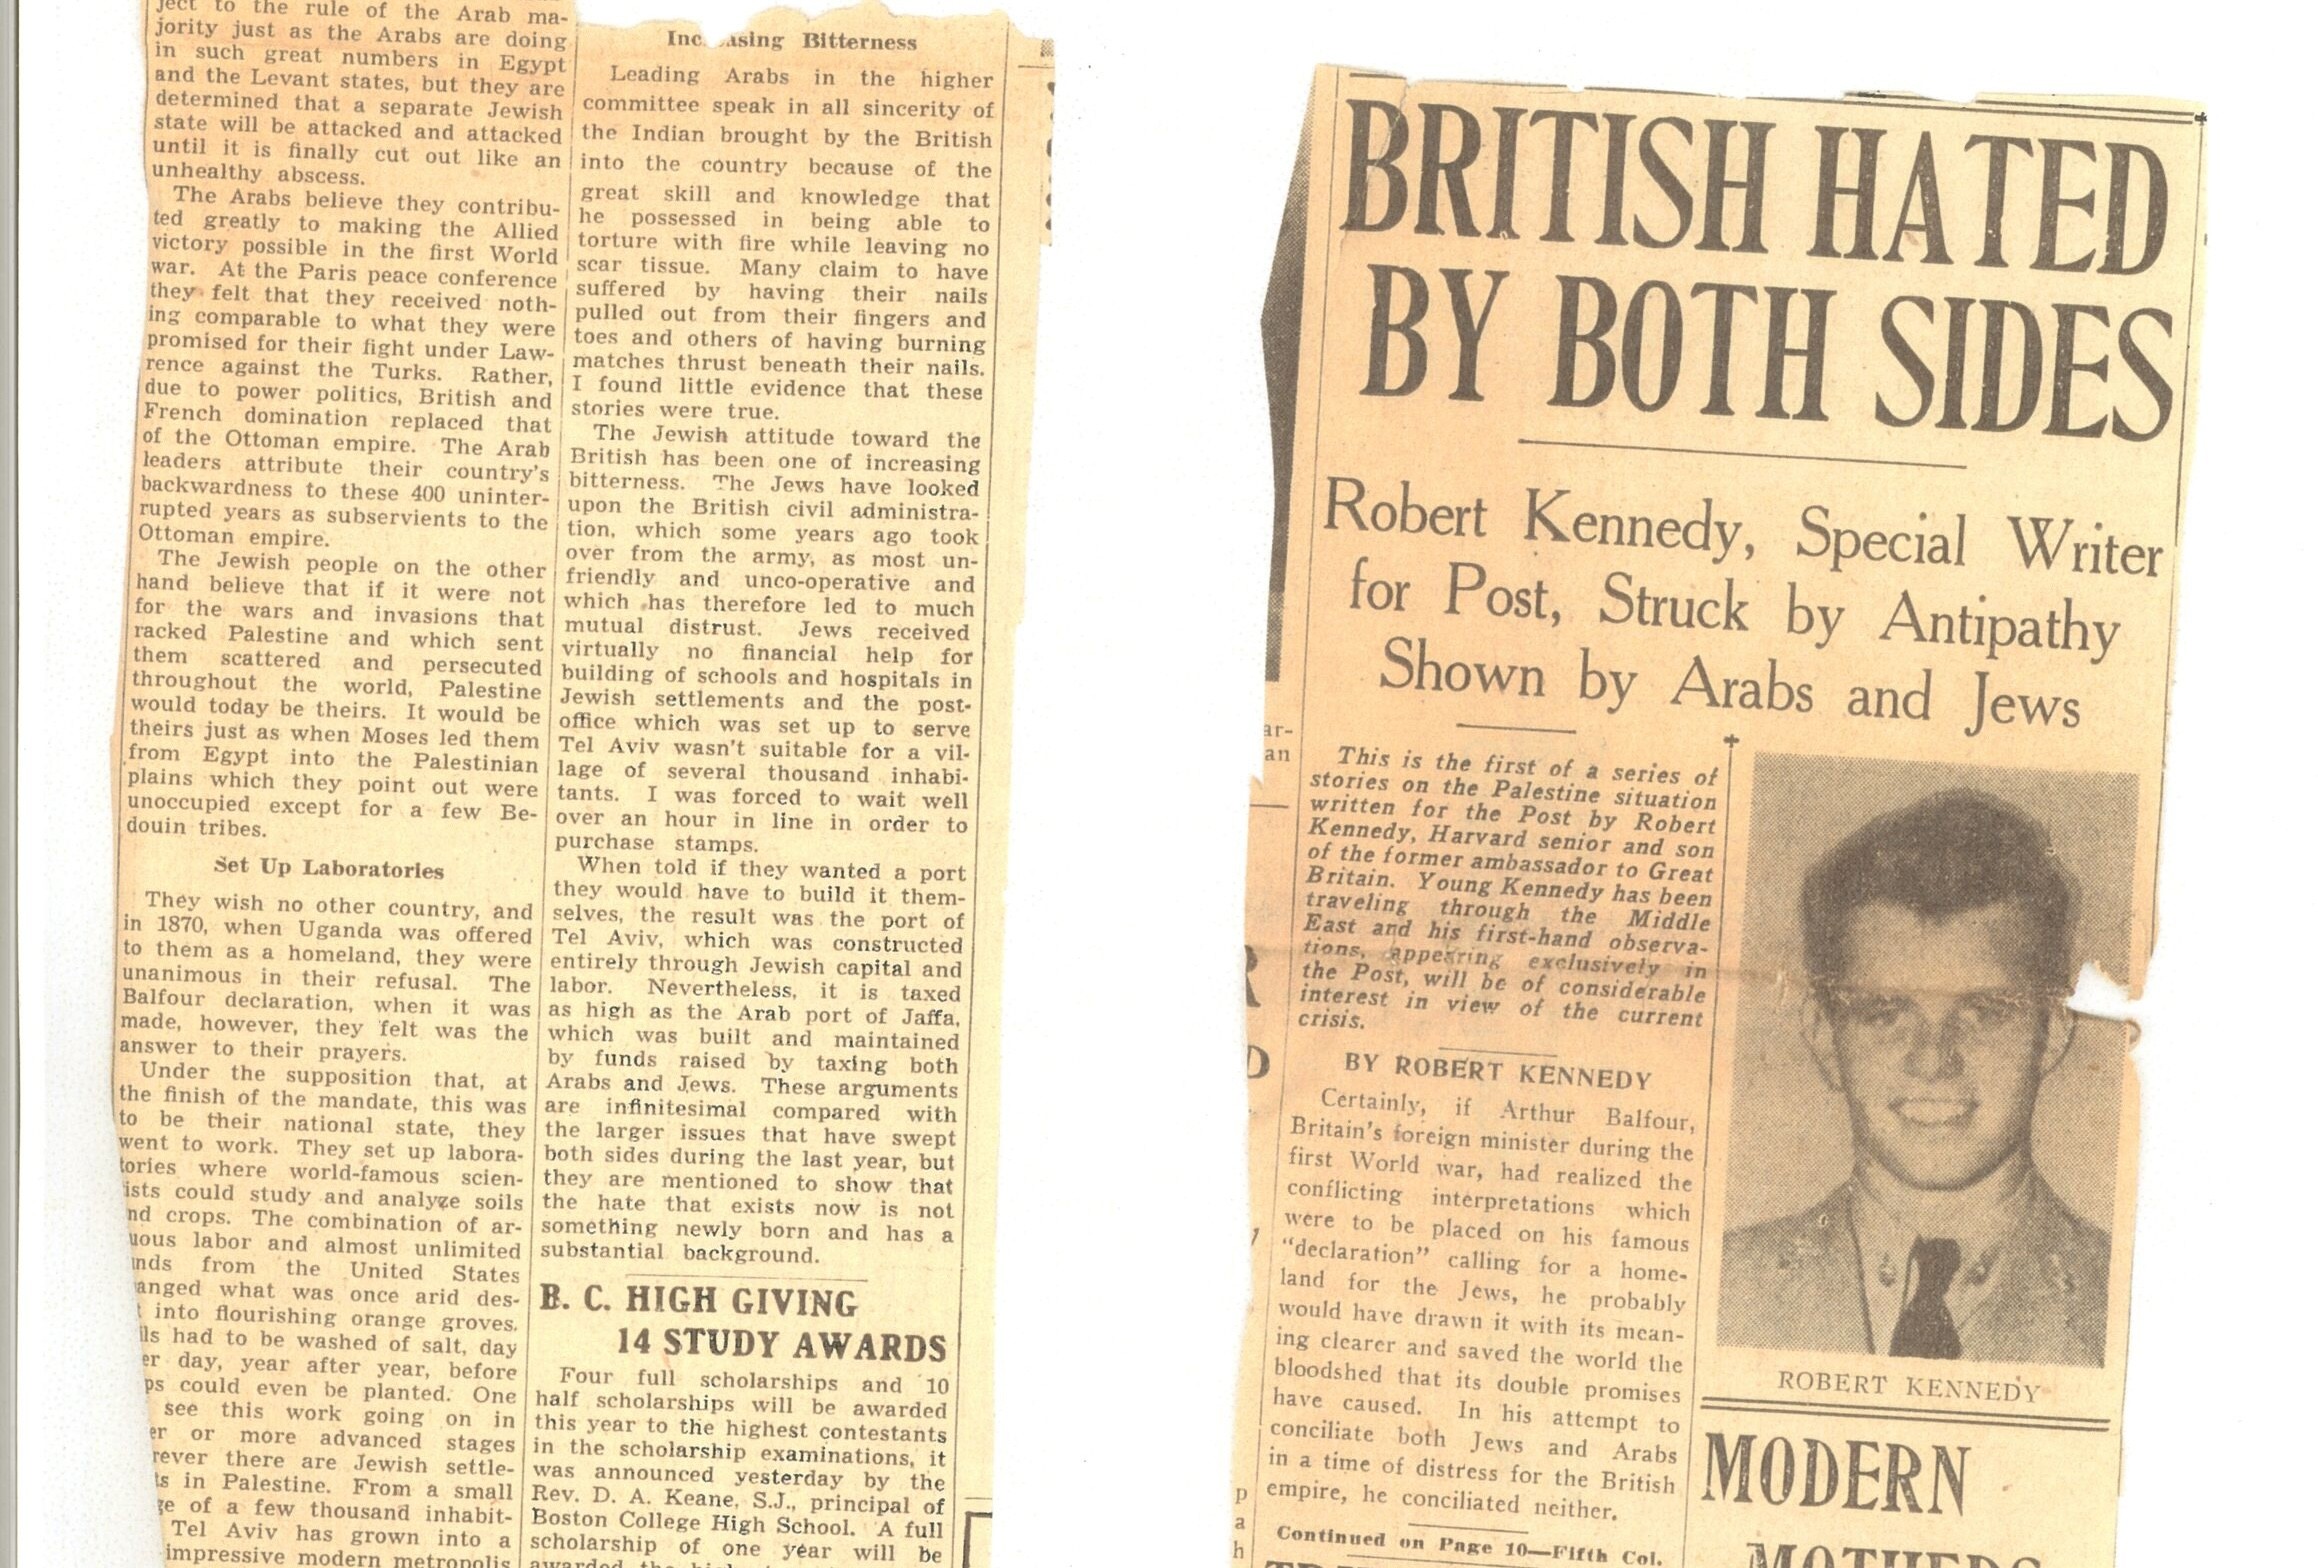 ject to the rule of the Arab ma-
jority just as the Arabs are doing
in such great numbers in Egypt
and the Levant states, but they are
determined that a separate Jewish
state will be attacked and attacked
until it is finally cut out like an
unhealthy abscess.
The Arabs believe they contribu-
ted greatly to making the Allied
victory possible in the first World
war. At the Paris peace conference
they felt that they received noth-
ing comparable to what they were
promised for their fight under Law-
rence against the Turks. Rather,
due to power politics, British and
French domination replaced that
of the Ottoman empire. The Arab
leaders attribute their country's
backwardness to these 400 uninter-
rupted years as subservients to the
Ottoman empire.
The Jewish people on the other
hand believe that if it were not
for the wars and invasions that
racked Palestine and which sent
them scattered and persecuted
throughout the world, Palestine
would today be theirs. It would be
theirs just as when Moses led them
from Egypt into the Palestinian
plains which they point out were
unoccupied except for a few Be-
douin tribes.
Set Up Laboratories
They wish no other country, and
in 1870, when Uganda was offered
to them as a homeland, they were
unanimous in their refusal. The
Balfour declaration, when it was
made, however, they felt was the
answer to their prayers.
Under the supposition that, at
the finish of the mandate, this was
to be their national state, they
went to work. They set up labora-
tories where world-famous scien-
ists could study and analyze soils
nd crops. The combination of ar-
uous labor and almost unlimited
nds from the United States
anged what was once arid des-
t into flourishing orange groves.
ils had to be washed of salt, day
er day, year after year, before
ps could even be planted. One
see this work going on in
er or more advanced stages
rever there are Jewish settle-
ts in Palestine. From a small
ge of a few thousand inhabit-
Tel Aviv has grown into a
impressive modern metropolis
Inc asing Bitterness
Leading Arabs in the higher
committee speak in all sincerity of
the Indian brought by the British
into the country because of the
great skill and knowledge that
he possessed in being able to
torture with fire while leaving no
scar tissue. Many claim to have
suffered by having their nails
pulled out from their fingers and
toes and others of having burning
matches thrust beneath their nails.
I found little evidence that these
stories were true.
The Jewish attitude toward the
British has been one of increasing
bitterness. The Jews have looked
upon the British civil administra-
tion, which some years ago took
over from the army, as most un-
friendly and unco-operative and
which has therefore led to much
mutual distrust. Jews received
virtually no financial help for
building of schools and hospitals in
Jewish settlements and the post-
office which was set up to serve
Tel Aviv wasn't suitable for a vil-
lage of several thousand inhabi-
tants. I was forced to wait well
over an hour in line in order to
purchase stamps.
When told if they wanted a port
they would have to build it them-
selves, the result was the port of
Tel Aviv, which was constructed
entirely through Jewish capital and
labor. Nevertheless, it is taxed
as high as the Arab port of Jaffa,
which was built and maintained
by funds raised by taxing both
Arabs and Jews. These arguments
are infinitesimal compared with
the larger issues that have swept
both sides during the last year, but
they are mentioned to show that
the hate that exists now is not
something newly born and has a
substantial background.
B. C. HIGH GIVING
14 STUDY AWARDS
Four full scholarships and 10
half scholarships will be awarded
this year to the highest contestants
in the scholarship examinations, it
was announced yesterday by the
Rev. D. A. Keane, S.J., principal of
Boston College High School. A full
scholarship of one year will be
awarded the
BRITISH HATED
BY BOTH SIDES
Robert Kennedy, Special Writer
for Post, Struck by Antipathy
Shown by Arabs and Jews
This is the first of a series of
stories on the Palestine situation
written for the Post by Robert
Kennedy, Harvard senior and son
of the former ambassador to Great
Britain. Young Kennedy has been
traveling through the Middle
East and his first-hand observa-
tions, appearing exclusively in
the Post, will be of considerable
interest in view of the current
crisis.
BY ROBERT KENNEDY
Certainly, if Arthur Balfour,
Britain's foreign minister during the
first World war, had realized the
conflicting interpretations which
were to be placed on his famous
"declaration" calling for a home-
land for the Jews, he probably
would have drawn it with its mean-
ing clearer and saved the world the
bloodshed that its double promises
have caused. In his attempt to
conciliate both Jews and Arabs
in a time of distress for the British
empire, he conciliated neither.
Continued on Page 10—Fifth Col.
ROBERT KENNEDY
MODERN
MOTHERS
ar-
an
R
D
p
a
h